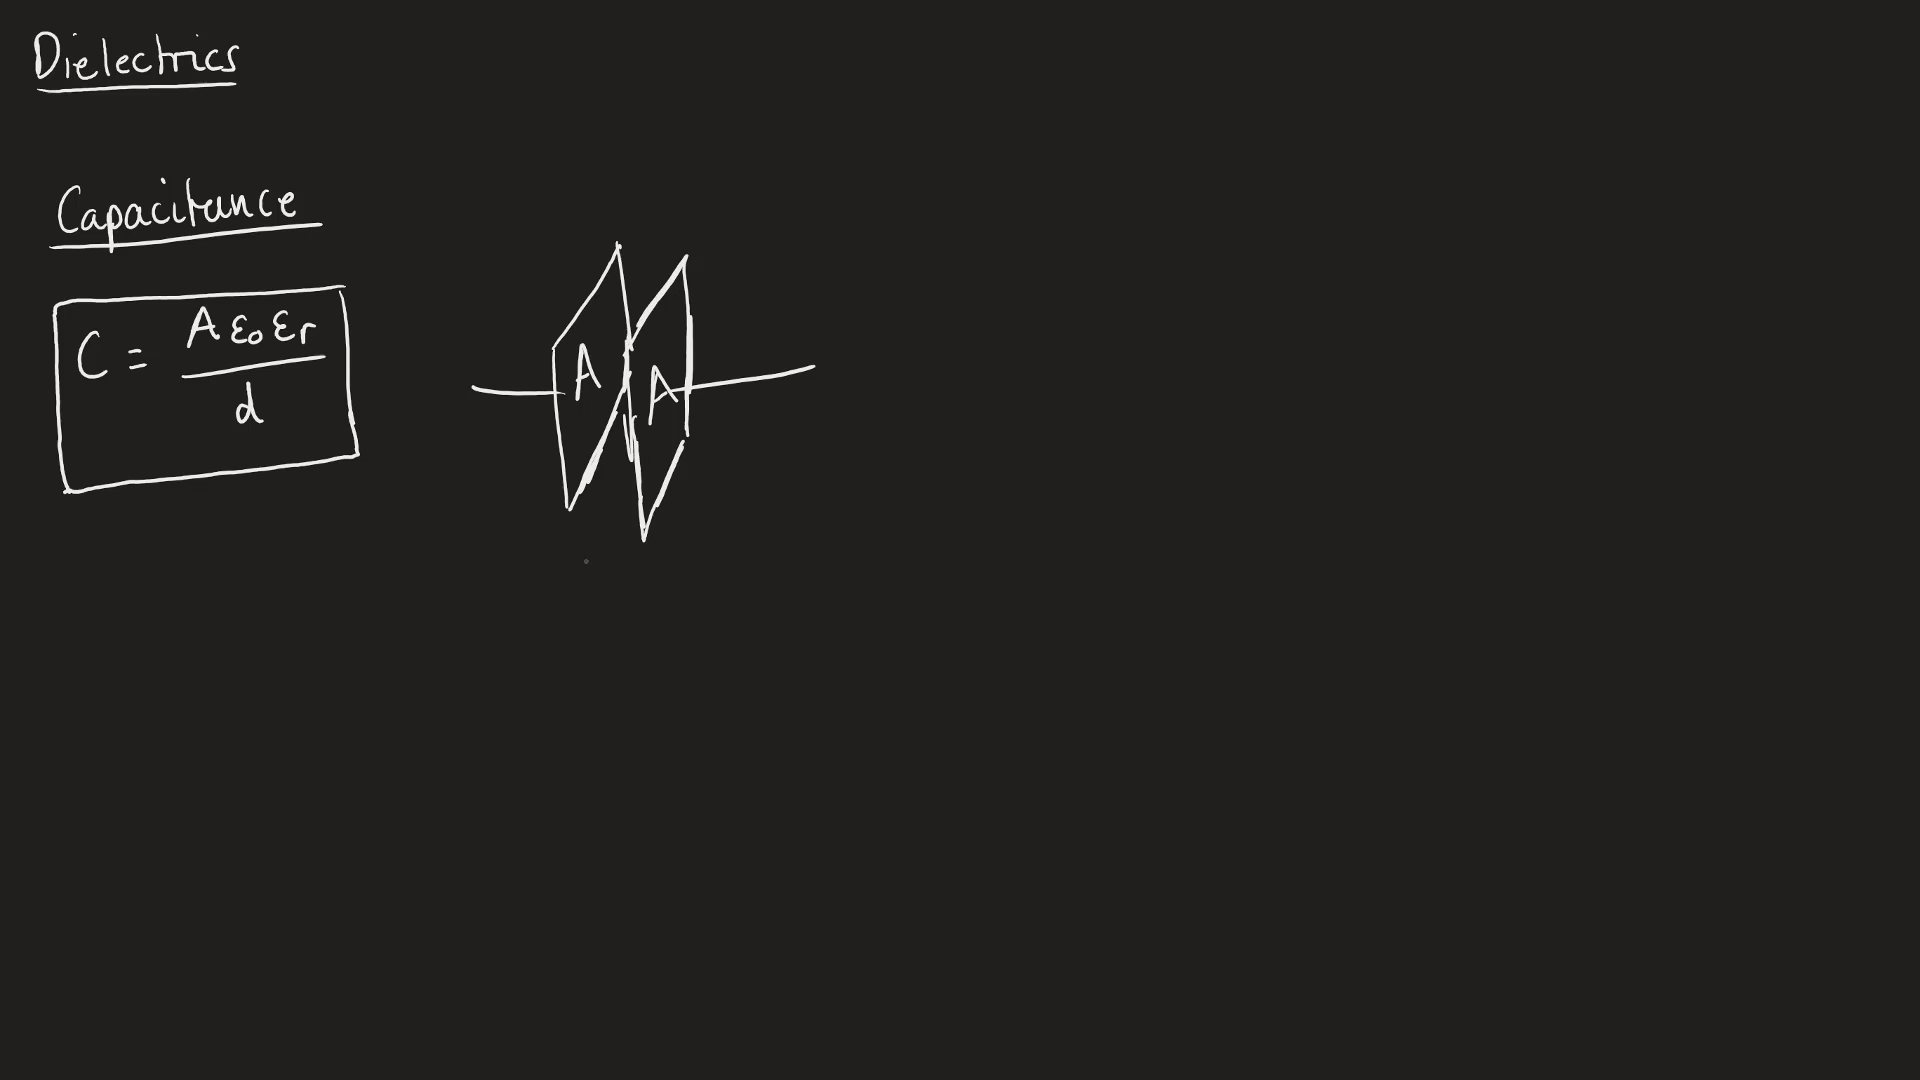 Dielectrics
Capacitance
C = Aε₀εr / d
A A